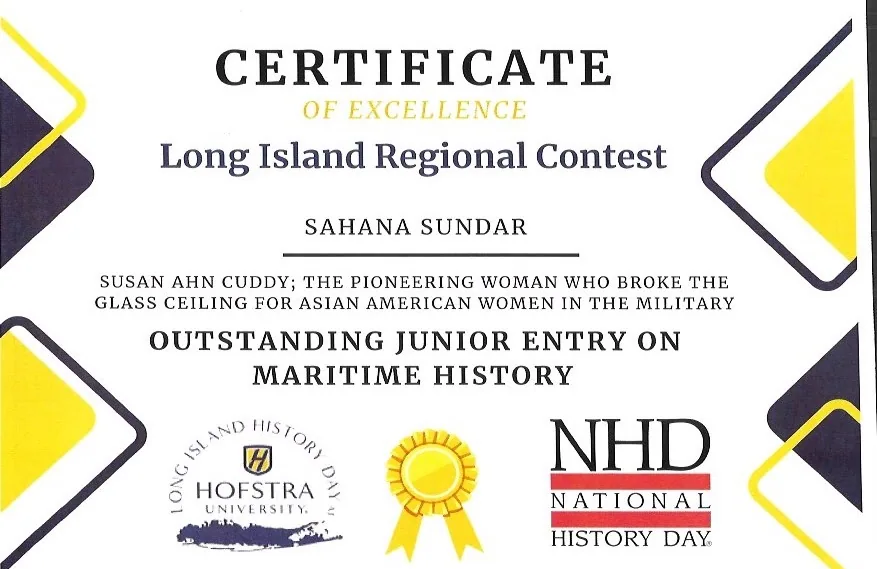 CERTIFICATE
OF EXCELLENCE
Long Island Regional Contest
SAHANA SUNDAR
SUSAN AHN CUDDY; THE PIONEERING WOMAN WHO BROKE THE
GLASS CEILING FOR ASIAN AMERICAN WOMEN IN THE MILITARY
OUTSTANDING JUNIOR ENTRY ON
MARITIME HISTORY
LONG ISLAND HISTORY DAY AT
H
HOFSTRA
UNIVERSITY®
NHD
NATIONAL
HISTORY DAY®